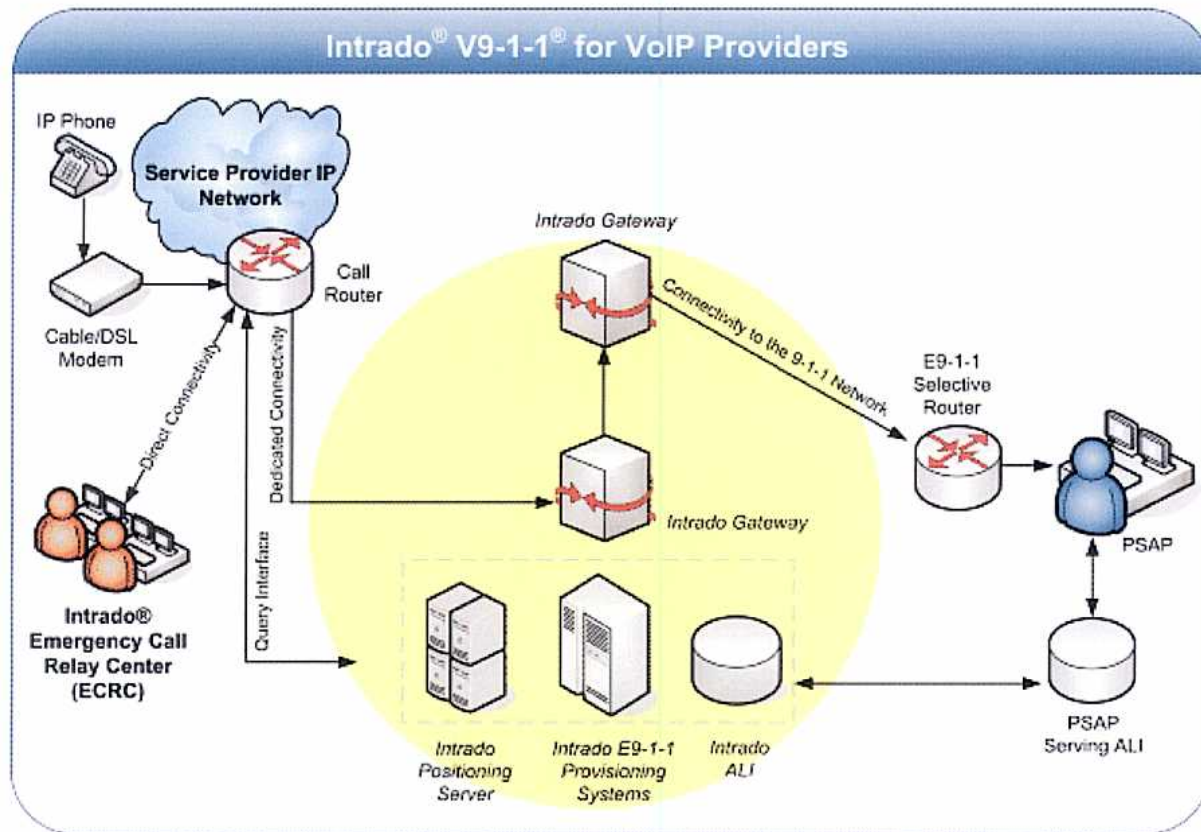 Intrado® V9-1-1® for VoIP Providers
IP Phone
Service Provider IP
Network
Call
Router
Cable/DSL
Modem
Direct Connectivity
Dedicated Connectivity
Query Interface
Intrado®
Emergency Call
Relay Center
(ECRC)
Intrado Gateway
Connectivity to the 9-1-1 Network
Intrado Gateway
E9-1-1
Selective
Router
PSAP
PSAP
Serving ALI
Intrado
Positioning
Server
Intrado E9-1-1
Provisioning
Systems
Intrado
ALI